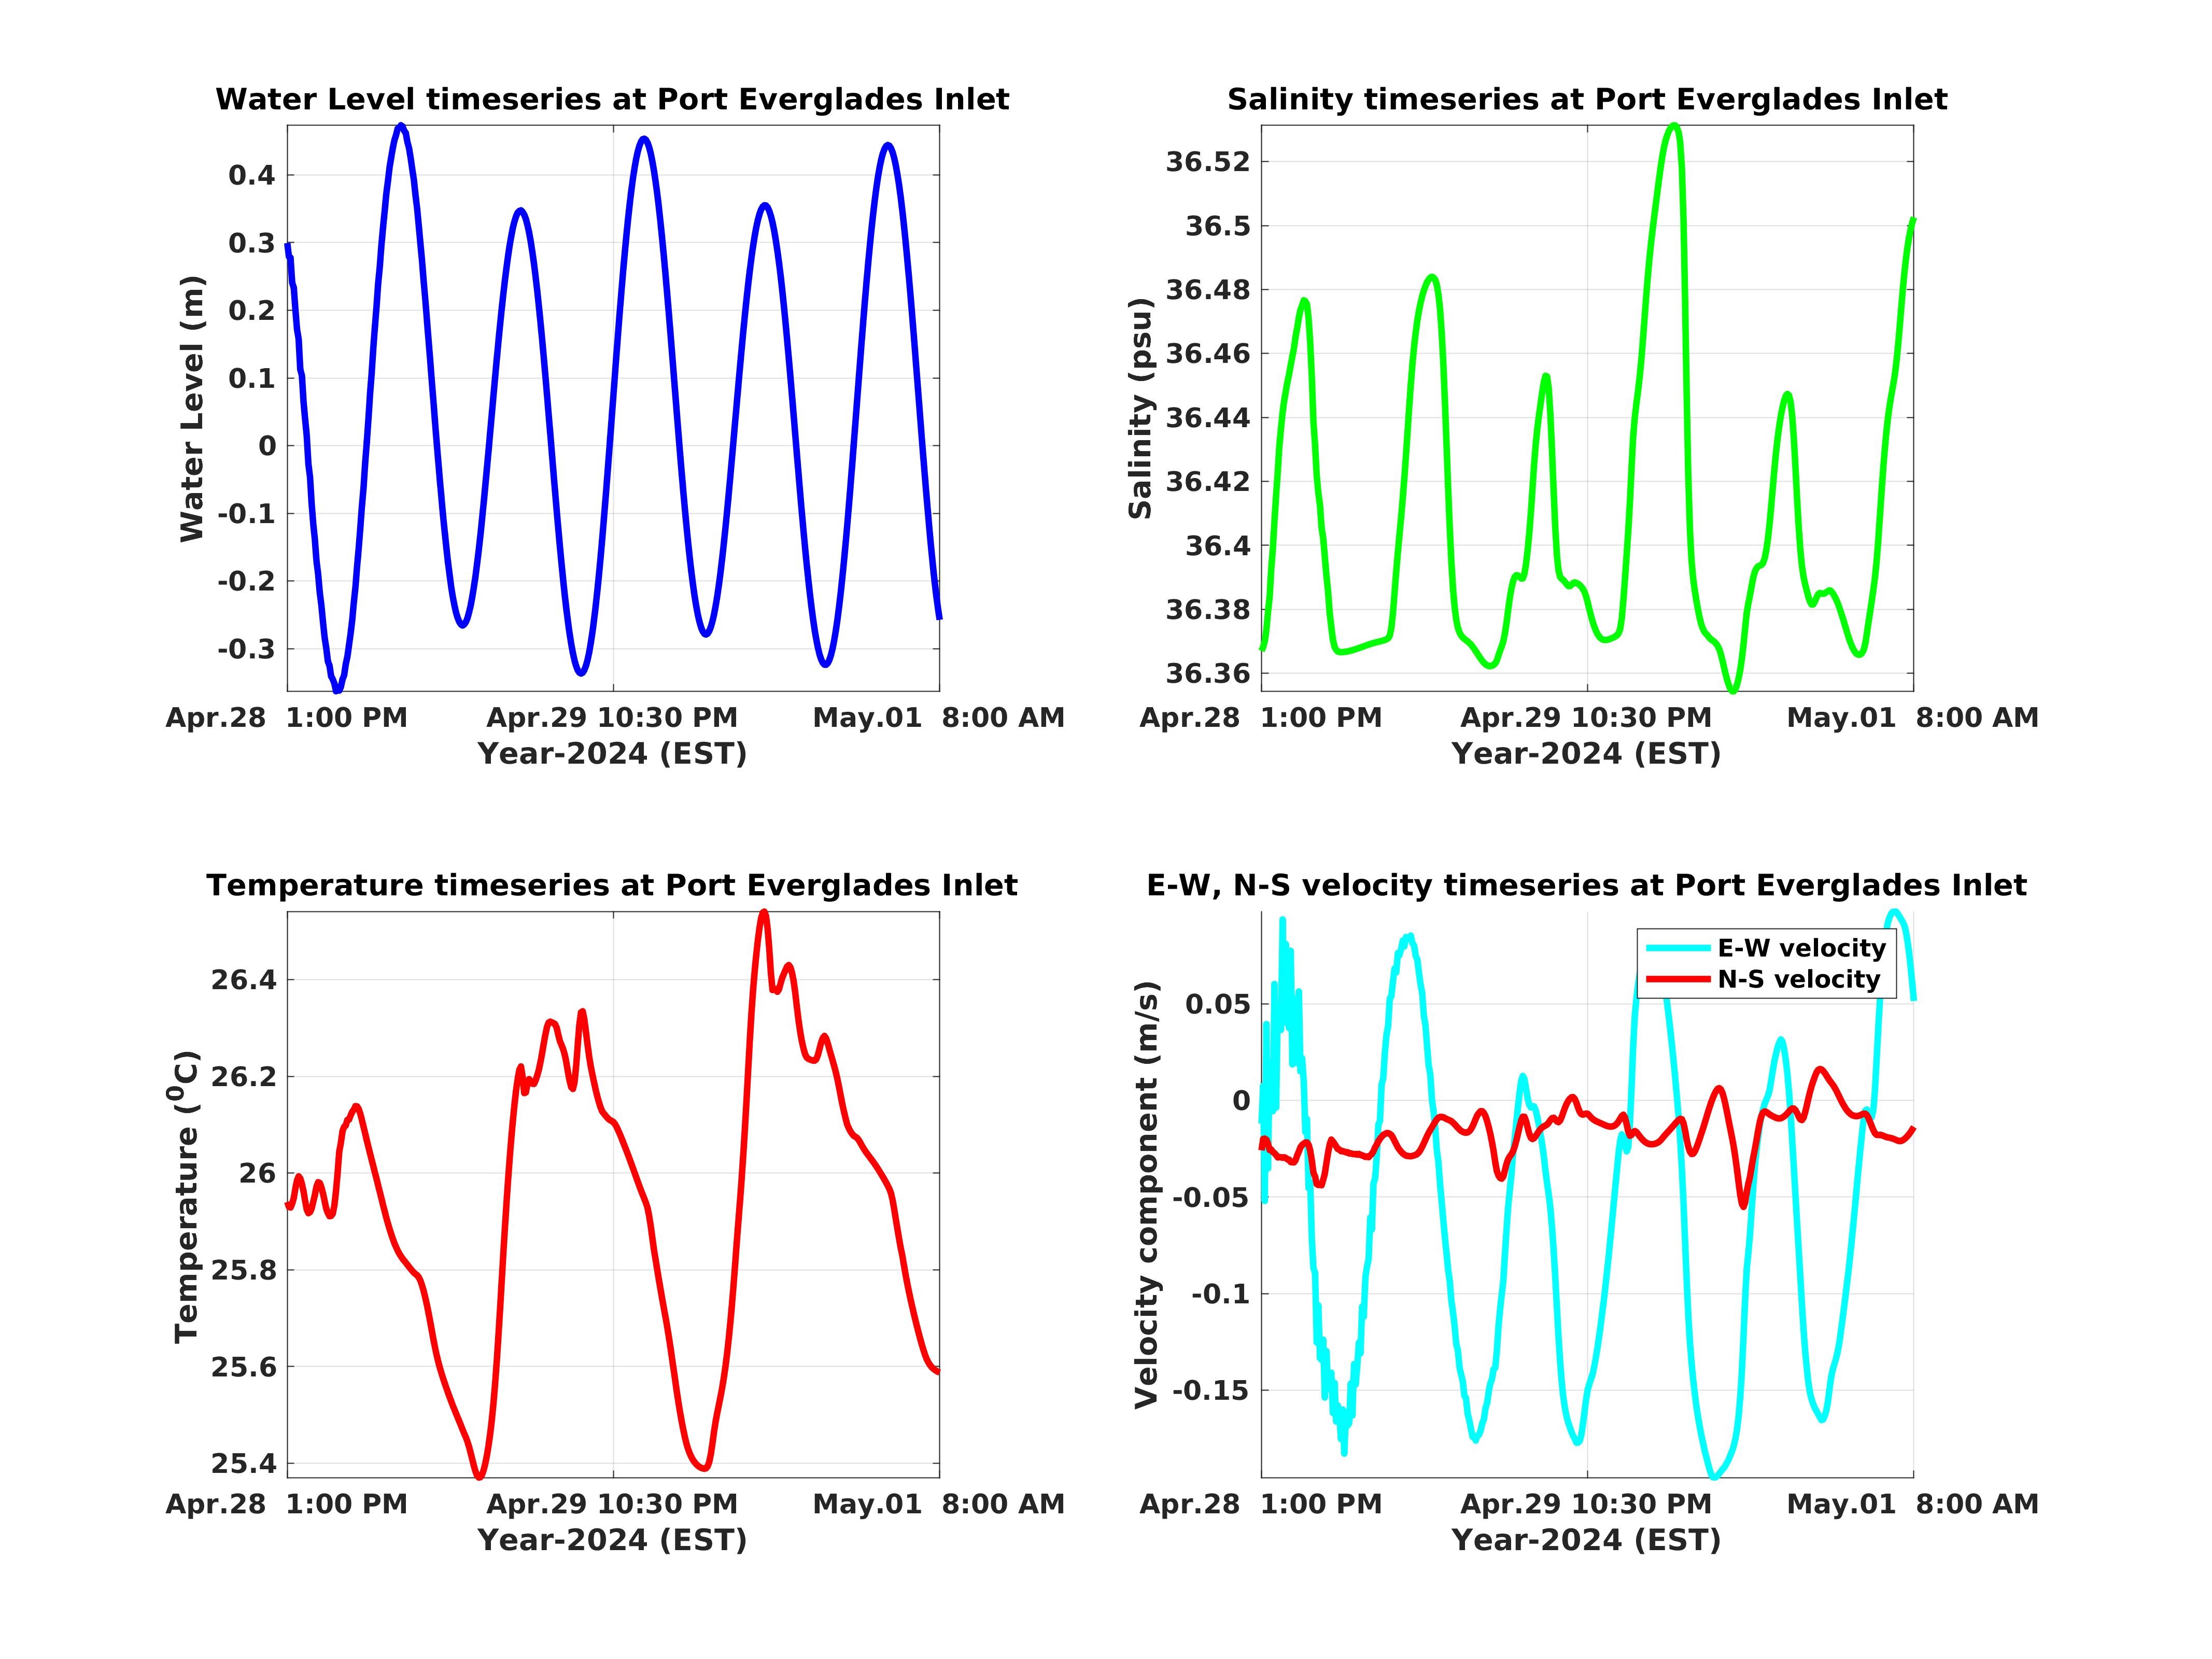 Water Level timeseries at Port Everglades Inlet
Water Level (m)
0.4
0.3
0.2
0.1
0
-0.1
-0.2
-0.3
Apr.28 1:00 PM
Apr.29 10:30 PM
May.01 8:00 AM
Year-2024 (EST)
Salinity timeseries at Port Everglades Inlet
Salinity (psu)
36.52
36.5
36.48
36.46
36.44
36.42
36.4
36.38
36.36
Apr.28 1:00 PM
Apr.29 10:30 PM
May.01 8:00 AM
Year-2024 (EST)
Temperature timeseries at Port Everglades Inlet
Temperature (⁰C)
26.4
26.2
26
25.8
25.6
25.4
Apr.28 1:00 PM
Apr.29 10:30 PM
May.01 8:00 AM
Year-2024 (EST)
E-W, N-S velocity timeseries at Port Everglades Inlet
E-W velocity
N-S velocity
Velocity component (m/s)
0.05
0
-0.05
-0.1
-0.15
Apr.28 1:00 PM
Apr.29 10:30 PM
May.01 8:00 AM
Year-2024 (EST)